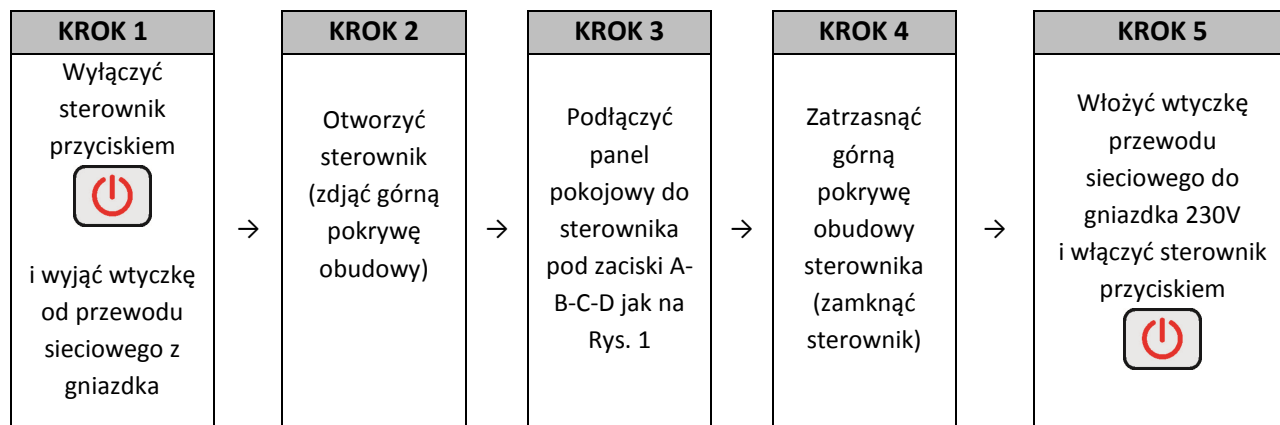 KROK 1
Wyłączyć
sterownik
przyciskiem
i wyjąć wtyczkę
od przewodu
sieciowego z
gniazdka
→
KROK 2
Otworzyć
sterownik
(zdjąć górną
pokrywę
obudowy)
→
KROK 3
Podłączyć
panel
pokojowy do
sterownika
pod zaciski A-
B-C-D jak na
Rys. 1
→
KROK 4
Zatrzasnąć
górną
pokrywę
obudowy
sterownika
(zamknąć
sterownik)
→
KROK 5
Włożyć wtyczkę
przewodu
sieciowego do
gniazdka 230V
i włączyć sterownik
przyciskiem